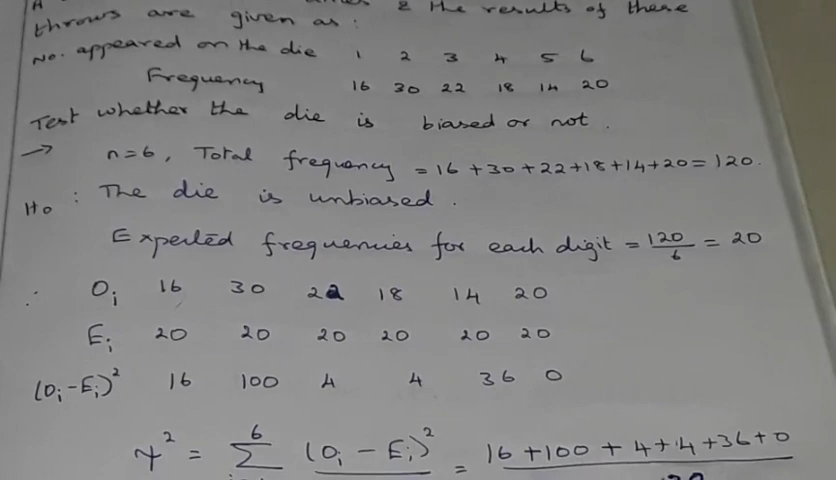 A & the results of these
throws are given as:
No. appeared on the die 1 2 3 4 5 6
Frequency 16 30 22 18 14 20
Test whether the die is biased or not.
→ n=6, Total frequency = 16+30+22+18+14+20=120.
H₀ : The die is unbiased.
Expected frequencies for each digit = 120/6 = 20
∴ Oᵢ 16 30 22 18 14 20
Eᵢ 20 20 20 20 20 20
(Oᵢ-Eᵢ)² 16 100 4 4 36 0
ψ² = 6 Σ (Oᵢ - Eᵢ)² = 16+100+4+4+36+0